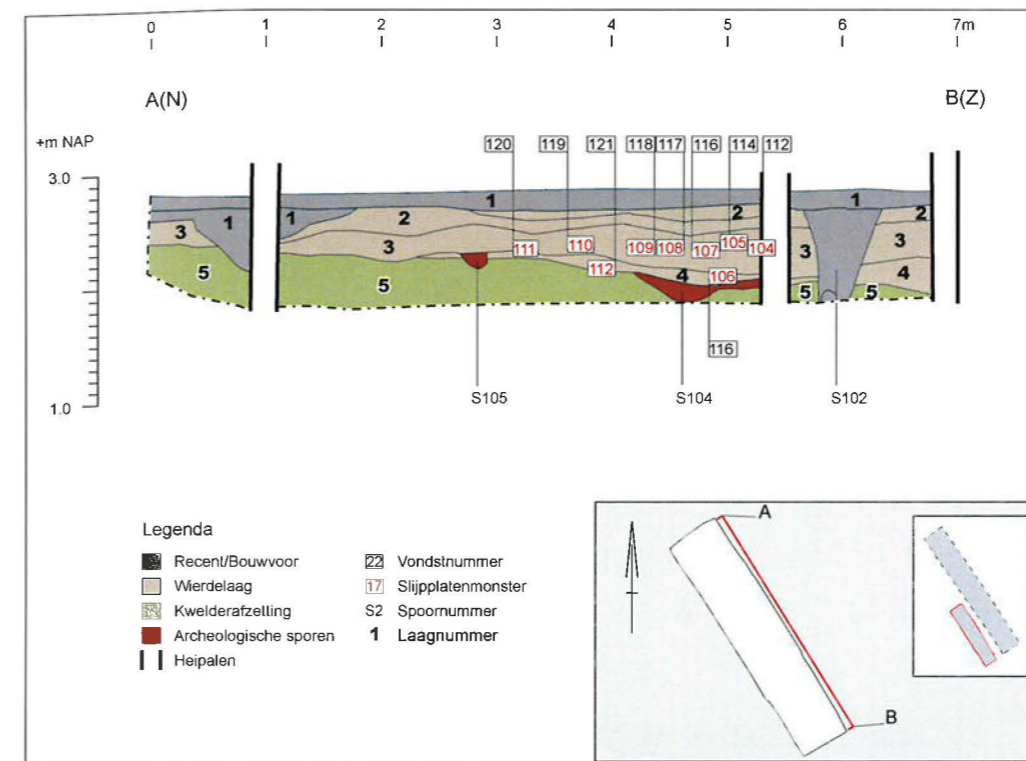 0 1 2 3 4 5 6 7m
A(N) B(Z)
+m NAP
120 119 121 118 117 116 114 112
3.0
1 1 1 1
2 2 2
3 3 3 3
111 110 109 108 107 105 104
112 4 106 4
5 5 5 5
116
1.0
S105 S104 S102
Legenda
Recent/Bouwvoor
Wierdelaag
Kwelderafzelling
Archeologische sporen
Heipalen
22 Vondstnummer
17 Slijpplatenmonster
S2 Spoornummer
1 Laagnummer
A
B